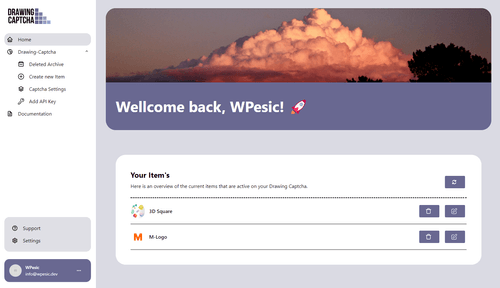 DRAWING
CAPTCHA
Home
Drawing-Captcha
Deleted Archive
Create new Item
Captcha Settings
Add API Key
Documentation
Support
Settings
WPesic
info@wpesic.dev
Wellcome back, WPesic! 🚀
Your Item's
Here is an overview of the current items that are active on your Drawing Captcha.
3D Square
M M-Logo